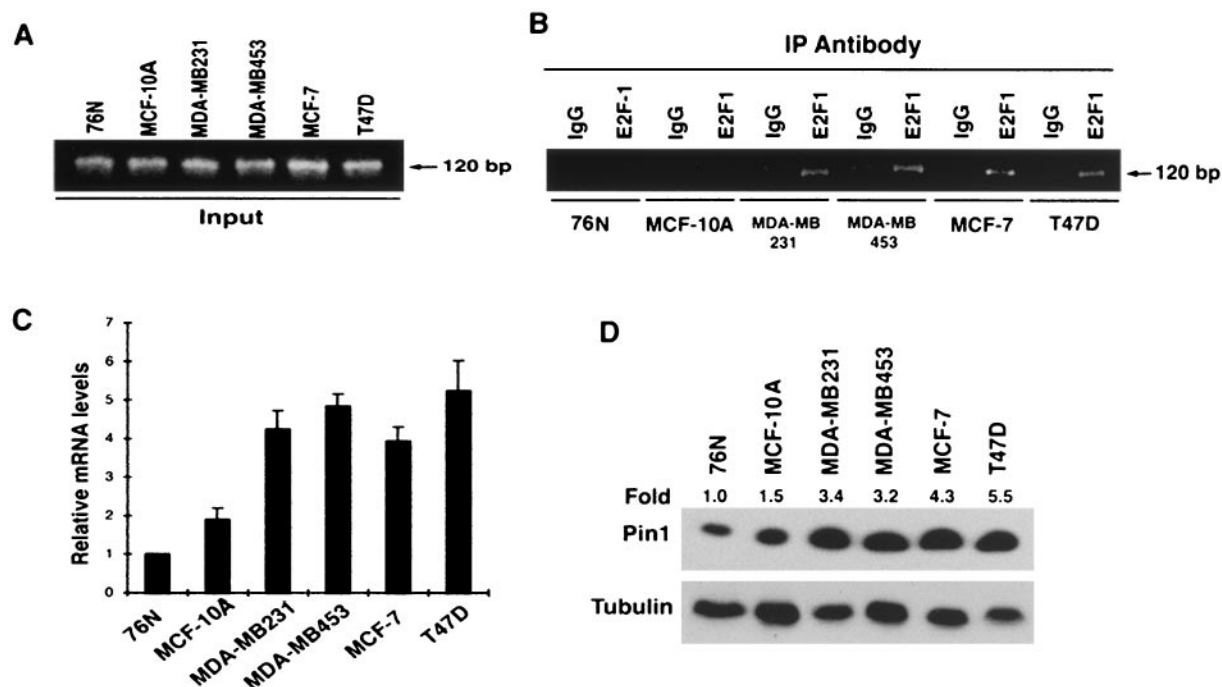 A
76N
MCF-10A
MDA-MB231
MDA-MB453
MCF-7
T47D
120 bp
Input
B
IP Antibody
IgG
E2F-1
IgG
E2F1
IgG
E2F1
IgG
E2F1
IgG
E2F1
IgG
E2F1
120 bp
76N
MCF-10A
MDA-MB
231
MDA-MB
453
MCF-7
T47D
C
Relative mRNA levels
7
6
5
4
3
2
1
0
76N
MCF-10A
MDA-MB231
MDA-MB453
MCF-7
T47D
D
76N
MCF-10A
MDA-MB231
MDA-MB453
MCF-7
T47D
Fold 1.0 1.5 3.4 3.2 4.3 5.5
Pin1
Tubulin